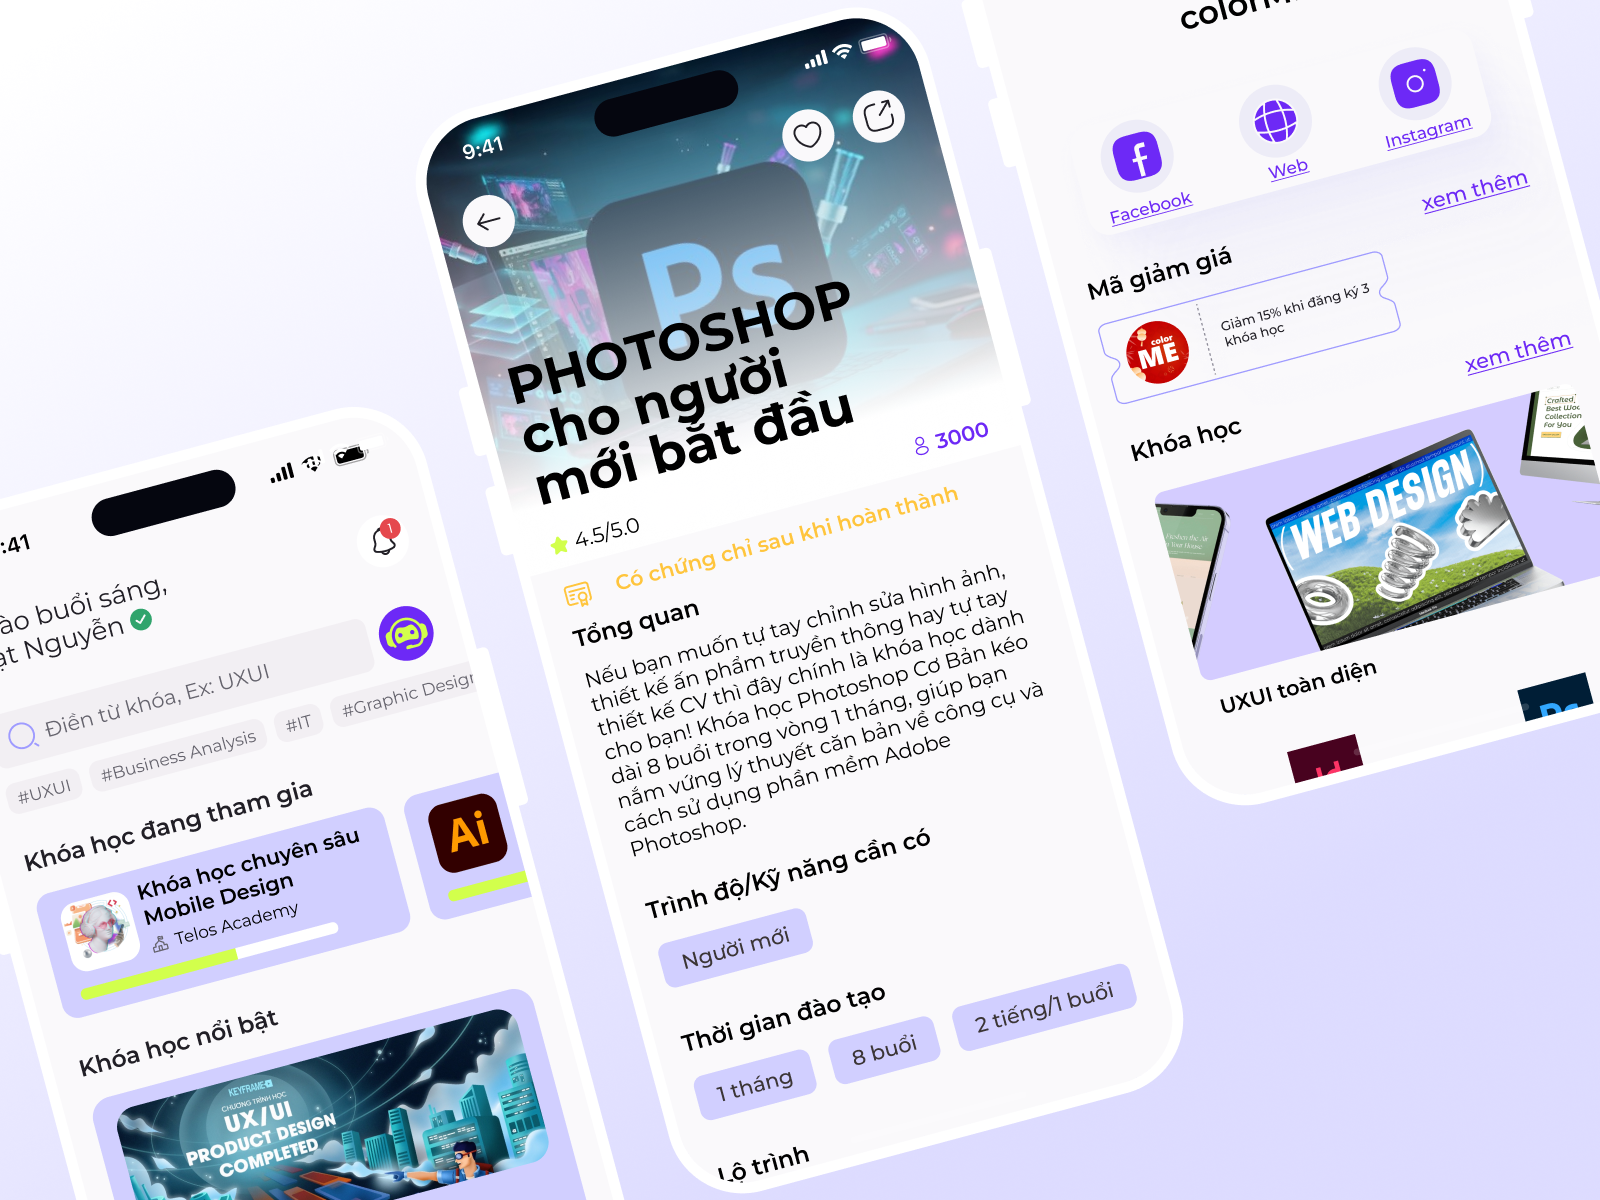 :41
ào buổi sáng,
ạt Nguyễn
1
Điền từ khóa, Ex: UXUI
#UXUI
#Business Analysis
#IT
#Graphic Design
Khóa học đang tham gia
Khóa học chuyên sâu
Mobile Design
Telos Academy
Ai
Khóa học nổi bật
KEYFRAME
CHƯƠNG TRÌNH HỌC
UX/UI
PRODUCT DESIGN
COMPLETED
9:41
Ps
PHOTOSHOP
cho người
mới bắt đầu
4.5/5.0
3000
Có chứng chỉ sau khi hoàn thành
Tổng quan
Nếu bạn muốn tự tay chỉnh sửa hình ảnh,
thiết kế ấn phẩm truyền thông hay tự tay
thiết kế CV thì đây chính là khóa học dành
cho bạn! Khóa học Photoshop Cơ Bản kéo
dài 8 buổi trong vòng 1 tháng, giúp bạn
nắm vững lý thuyết căn bản về công cụ và
cách sử dụng phần mềm Adobe
Photoshop.
Trình độ/Kỹ năng cần có
Người mới
Thời gian đào tạo
1 tháng
8 buổi
2 tiếng/1 buổi
Lộ trình
colorM
Facebook
Web
Instagram
xem thêm
Mã giảm giá
color
ME
Giảm 15% khi đăng ký 3
khóa học
xem thêm
Khóa học
WEB DESIGN
Crafted
Best Woo
Collection
For You
UXUI toàn diện
Id
Ps